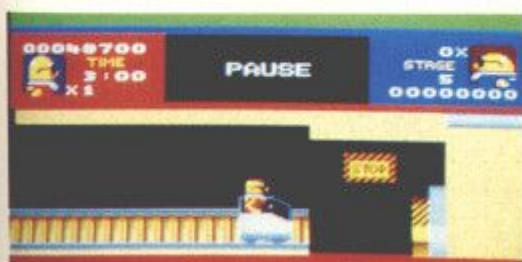 00048700
TIME
3:00
X1
PAUSE
0X
STAGE
5
00000000
STOP